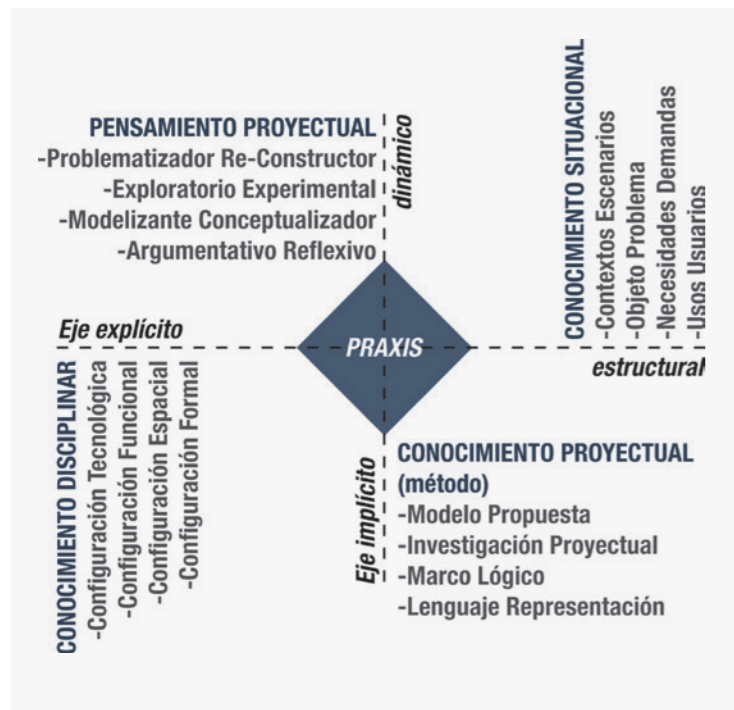 PENSAMIENTO PROYECTUAL
-Problematizador Re-Constructor
-Exploratorio Experimental
-Modelizante Conceptualizador
-Argumentativo Reflexivo
dinámico
CONOCIMIENTO SITUACIONAL
-Contextos Escenarios
-Objeto Problema
-Necesidades Demandas
-Usos Usuarios
Eje explícito
PRAXIS
estructural
CONOCIMIENTO DISCIPLINAR
-Configuración Tecnológica
-Configuración Funcional
-Configuración Espacial
-Configuración Formal
Eje implícito
CONOCIMIENTO PROYECTUAL
(método)
-Modelo Propuesta
-Investigación Proyectual
-Marco Lógico
-Lenguaje Representación